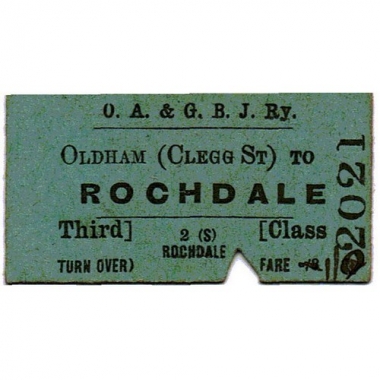 O. A. & G. B. J. Ry.
OLDHAM (CLEGG ST) TO
ROCHDALE
Third] 2 (S) [Class
ROCHDALE
TURN OVER) FARE
2021